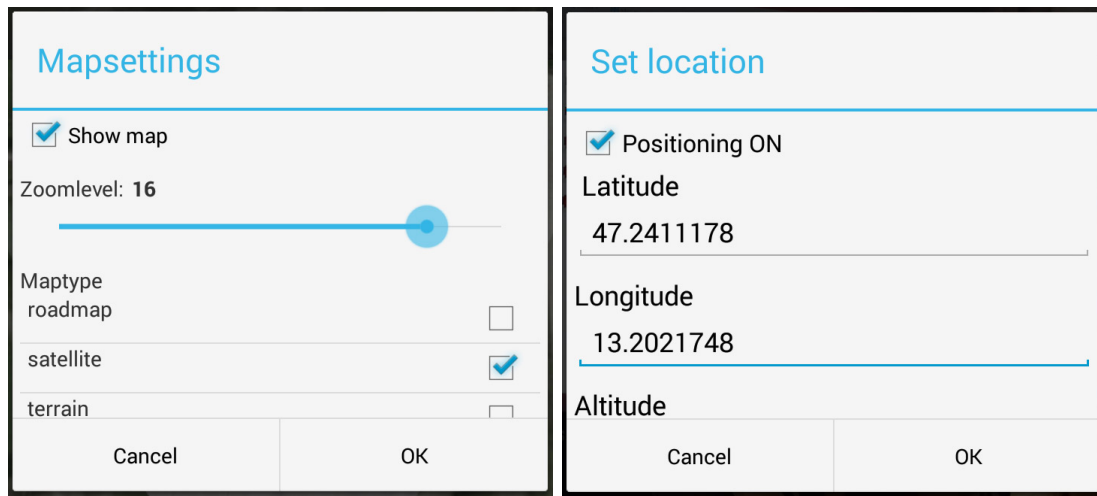 Mapsettings
Show map
Zoomlevel: 16
Maptype
roadmap
satellite
terrain
Cancel OK
Set location
Positioning ON
Latitude
47.2411178
Longitude
13.2021748
Altitude
Cancel OK